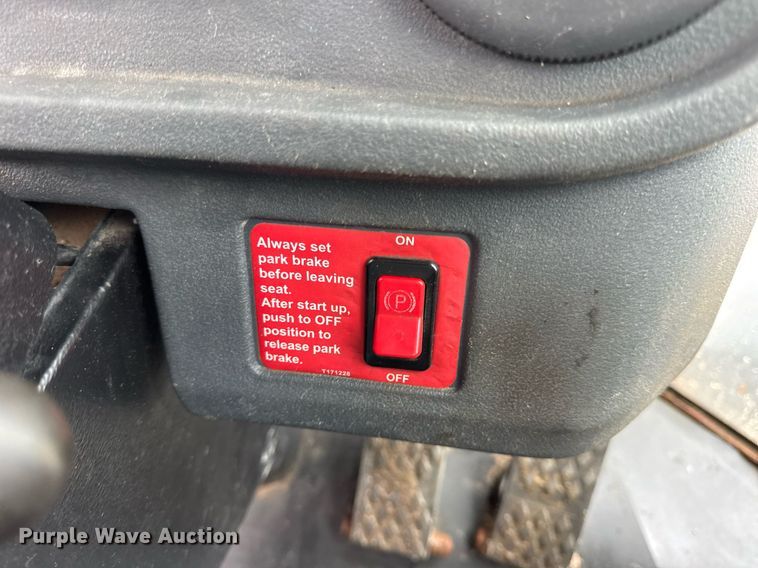 ON
Always set
park brake
before leaving
seat.
After start up,
push to OFF
position to
release park
brake.
P
T171228
OFF
Purple Wave Auction